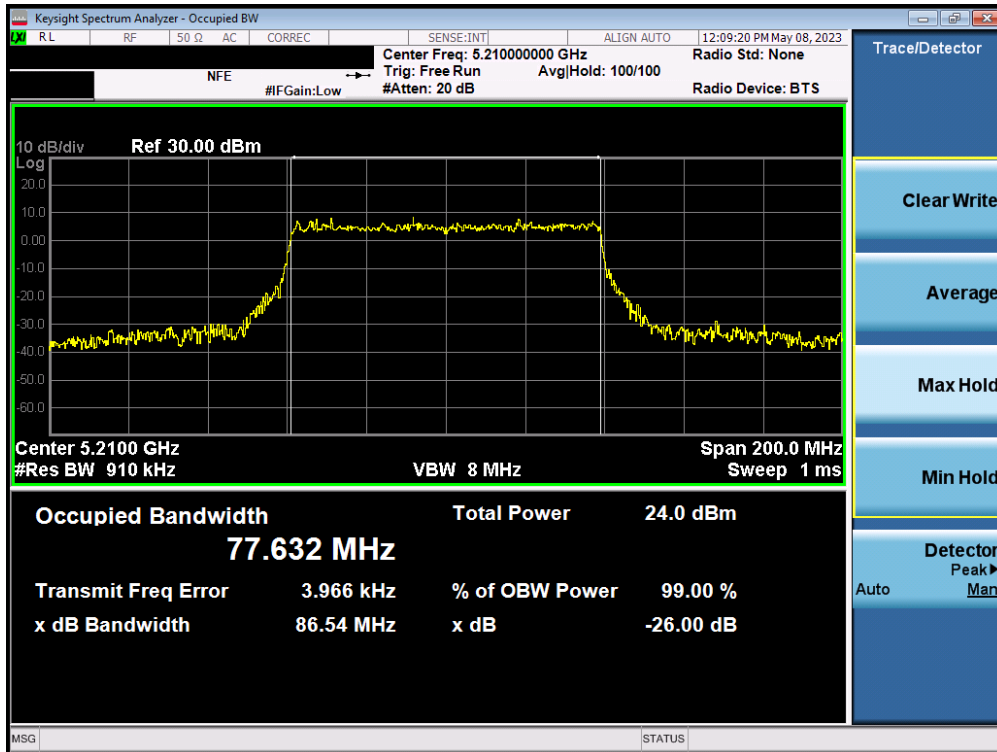 Keysight Spectrum Analyzer - Occupied BW
LXI RL RF 50 Ω AC CORREC SENSE:INT ALIGN AUTO 12:09:20 PM May 08, 2023
Center Freq: 5.210000000 GHz Radio Std: None
NFE Trig: Free Run Avg|Hold: 100/100
#IFGain:Low #Atten: 20 dB Radio Device: BTS
Trace/Detector
10 dB/div Ref 30.00 dBm
Log
20.0
10.0
0.00
-10.0
-20.0
-30.0
-40.0
-50.0
-60.0
Center 5.2100 GHz Span 200.0 MHz
#Res BW 910 kHz VBW 8 MHz Sweep 1 ms
Occupied Bandwidth Total Power 24.0 dBm
77.632 MHz
Transmit Freq Error 3.966 kHz % of OBW Power 99.00 %
x dB Bandwidth 86.54 MHz x dB -26.00 dB
Clear Write
Average
Max Hold
Min Hold
Detector
Peak
Auto Man
MSG STATUS